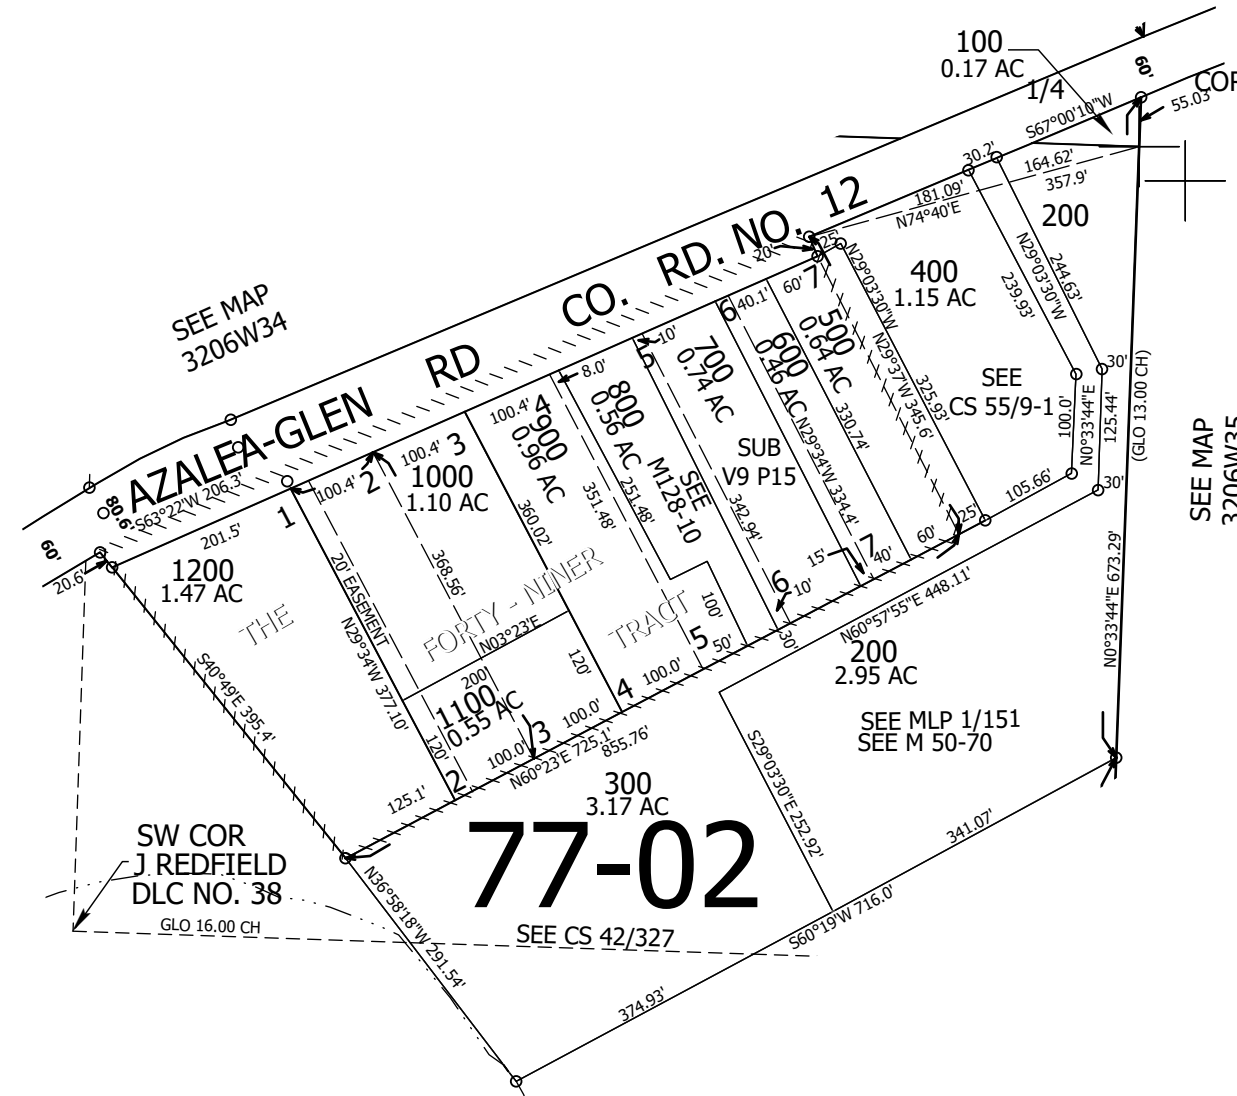 100
0.17 AC
1/4
60'
COR
55.03'
S67°00'10"W
30.2'
164.62'
357.9'
181.09'
N74°40'E
200
CO. RD. NO. 12
20'
25'
SEE MAP
3206W34
AZALEA-GLEN RD
400
1.15 AC
N29°03'30"W
244.63'
239.93'
N29°03'30"W
N29°37'W 345.6'
325.93'
SEE
CS 55/9-1
30'
100.0'
N0°33'44"E
125.44'
(GLO 13.00 CH)
SEE MAP
3206W35
105.66'
30'
25'
7
60'
500
0.64 AC
330.74'
6
40.1'
600
0.46 AC
N29°34'W 334.4'
5
10'
700
0.74 AC
SUB
V9 P15
342.94'
8.0'
800
0.56 AC
251.48'
SEE
M128-10
351.48'
4
100.4'
900
0.96 AC
360.02'
3
100.4'
1000
1.10 AC
368.56'
2
100.4'
1
80.6'
S63°22'W 206.3'
201.5'
60'
20.6'
1200
1.47 AC
20' EASEMENT
N29°34'W 377.10'
THE
FORTY - NINER
TRACT
N03°23'E
200'
120'
120'
1100
0.55 AC
100'
50'
30'
6
10'
15'
7
40'
60'
5
100.0'
4
100.0'
3
100.0'
2
125.1'
N60°23'E 725.1'
855.76'
N60°57'55"E 448.11'
200
2.95 AC
SEE MLP 1/151
SEE M 50-70
N0°33'44"E 673.29'
S40°49'E 395.4'
300
3.17 AC
77-02
S29°03'30"E 252.92'
341.07'
SW COR
J REDFIELD
DLC NO. 38
GLO 16.00 CH
N36°58'18"W 291.54'
SEE CS 42/327
S60°19'W 716.0'
374.93'